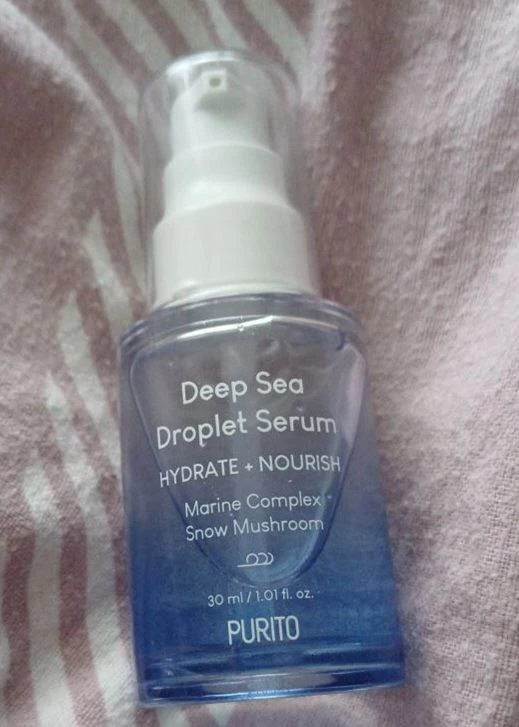 Deep Sea
Droplet Serum
HYDRATE + NOURISH
Marine Complex
Snow Mushroom
30 ml / 1.01 fl. oz.
PURITO